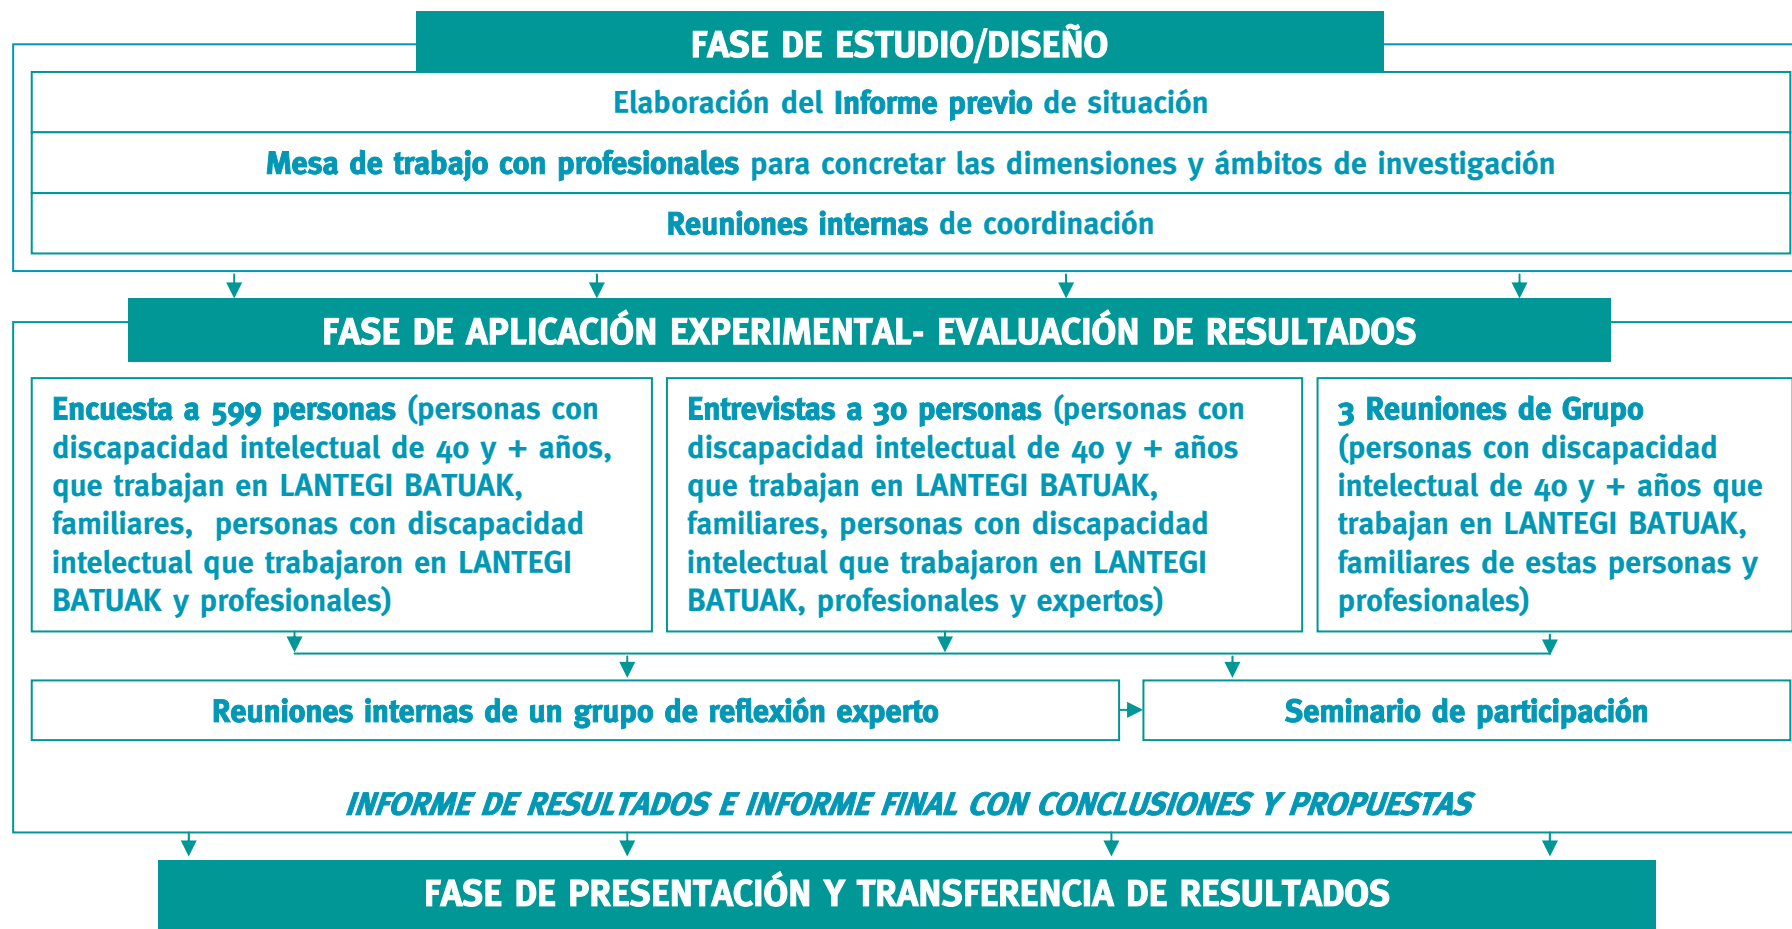 FASE DE ESTUDIO/DISEÑO
Elaboración del Informe previo de situación
Mesa de trabajo con profesionales para concretar las dimensiones y ámbitos de investigación
Reuniones internas de coordinación
FASE DE APLICACIÓN EXPERIMENTAL- EVALUACIÓN DE RESULTADOS
Encuesta a 599 personas (personas con
discapacidad intelectual de 40 y + años,
que trabajan en LANTEGI BATUAK,
familiares, personas con discapacidad
intelectual que trabajaron en LANTEGI
BATUAK y profesionales)
Entrevistas a 30 personas (personas con
discapacidad intelectual de 40 y + años
que trabajan en LANTEGI BATUAK,
familiares, personas con discapacidad
intelectual que trabajaron en LANTEGI
BATUAK, profesionales y expertos)
3 Reuniones de Grupo
(personas con discapacidad
intelectual de 40 y + años que
trabajan en LANTEGI BATUAK,
familiares de estas personas y
profesionales)
Reuniones internas de un grupo de reflexión experto
Seminario de participación
INFORME DE RESULTADOS E INFORME FINAL CON CONCLUSIONES Y PROPUESTAS
FASE DE PRESENTACIÓN Y TRANSFERENCIA DE RESULTADOS